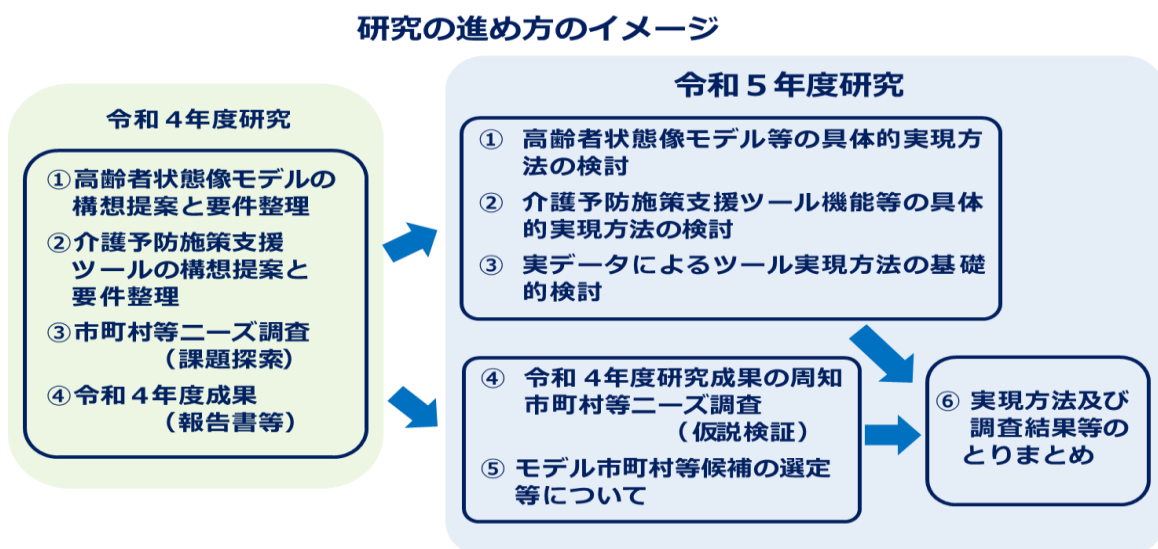 研究の進め方のイメージ
令和４年度研究
①高齢者状態像モデルの
構想提案と要件整理
②介護予防施策支援
ツールの構想提案と
要件整理
③市町村等ニーズ調査
（課題探索）
④令和４年度成果
（報告書等）
令和５年度研究
① 高齢者状態像モデル等の具体的実現方
法の検討
② 介護予防施策支援ツール機能等の具体
的実現方法の検討
③ 実データによるツール実現方法の基礎
的検討
④ 令和４年度研究成果の周知
市町村等ニーズ調査
（仮説検証）
⑤ モデル市町村等候補の選定
等について
⑥ 実現方法及び
調査結果等の
とりまとめ